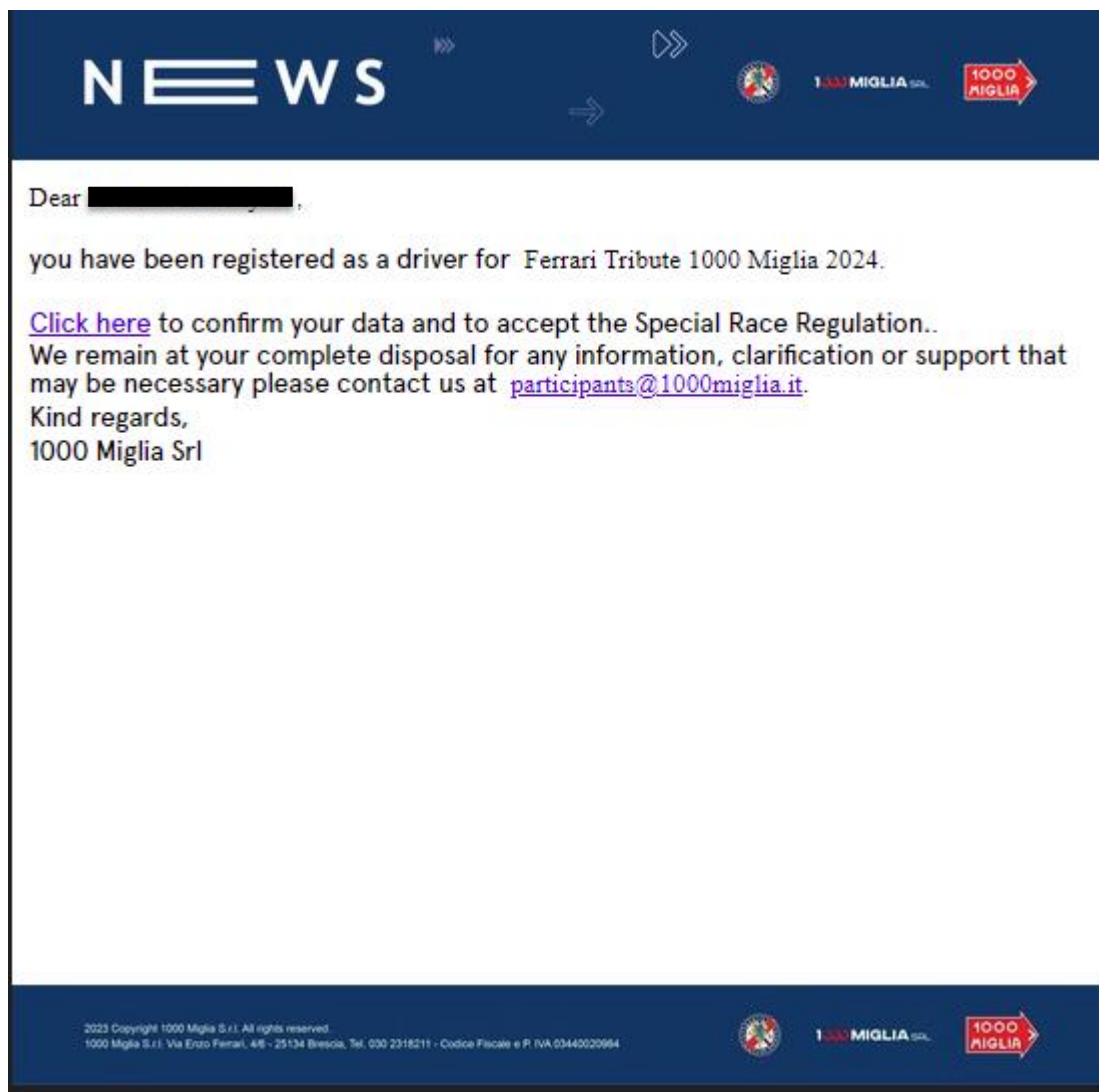 NEWS
1000 MIGLIA SRL
1000
MIGLIA
Dear ,
you have been registered as a driver for Ferrari Tribute 1000 Miglia 2024.
Click here to confirm your data and to accept the Special Race Regulation..
We remain at your complete disposal for any information, clarification or support that
may be necessary please contact us at participants@1000miglia.it.
Kind regards,
1000 Miglia Srl
2023 Copyright 1000 Miglia S.r.l. All rights reserved.
1000 Miglia S.r.l. Via Enzo Ferrari, 4/6 - 25134 Brescia, Tel. 030 2318211 - Codice Fiscale e P. IVA 03440020984
1000 MIGLIA SRL
1000
MIGLIA